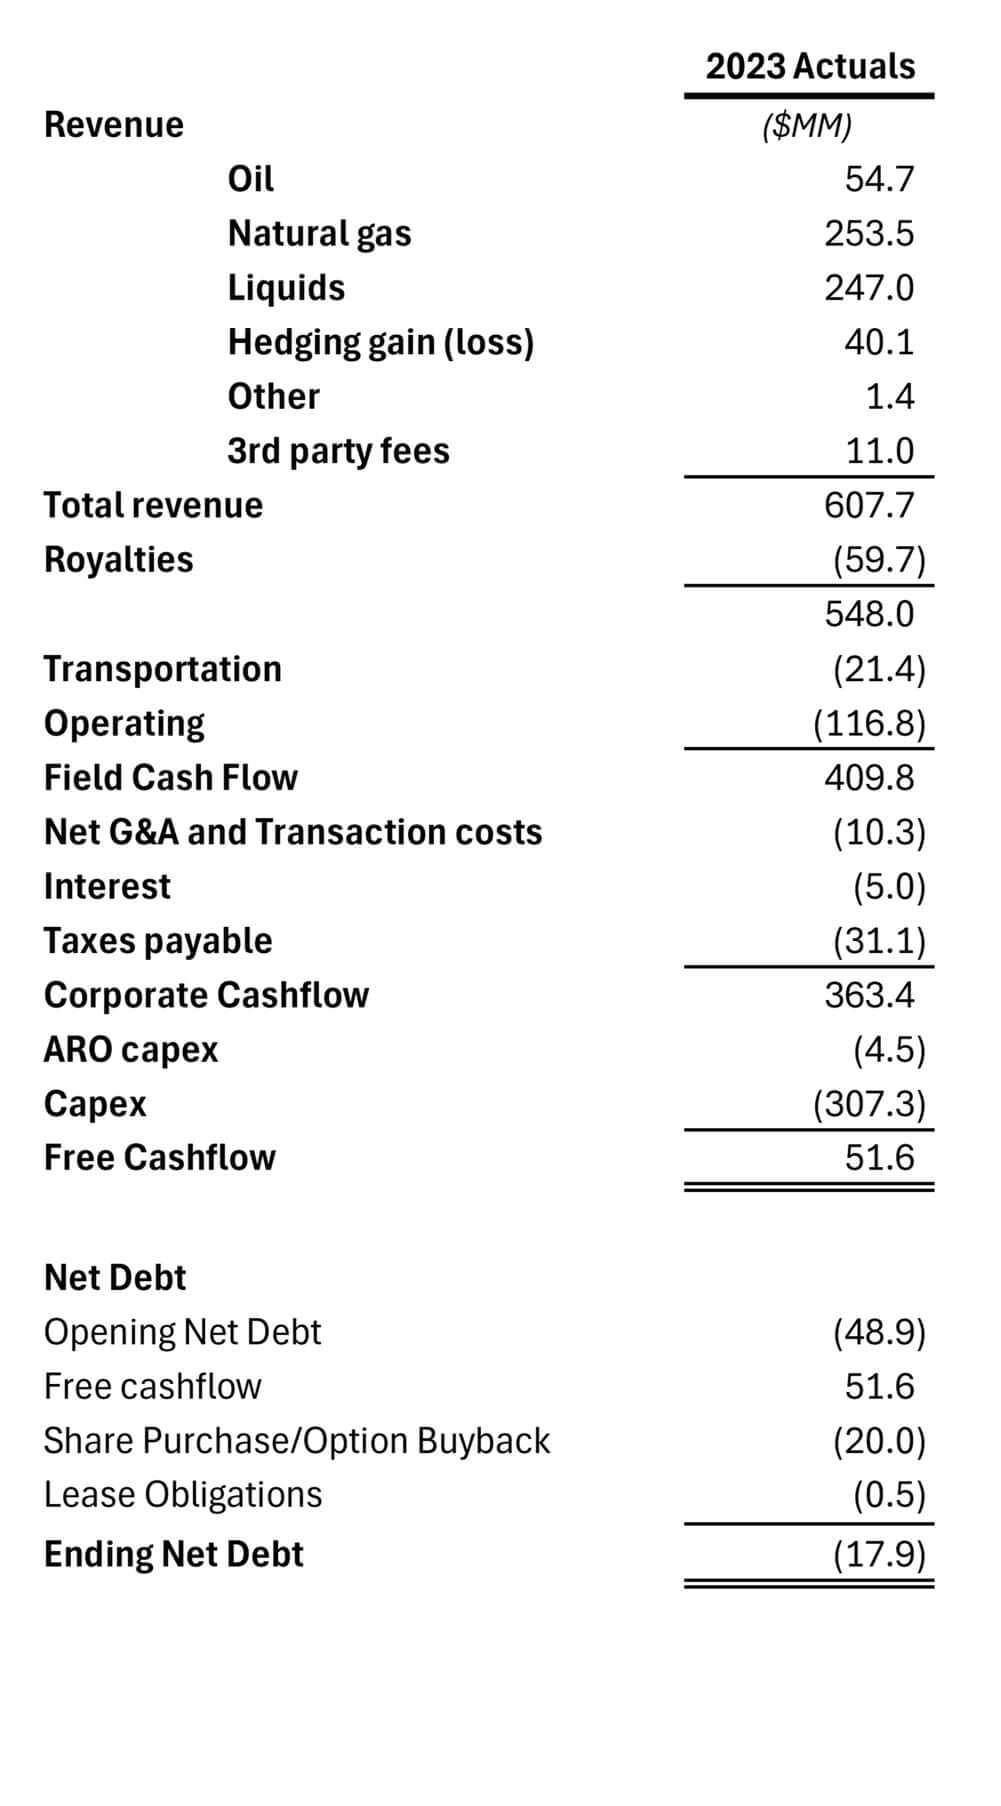 2023 Actuals
Revenue ($MM)
Oil 54.7
Natural gas 253.5
Liquids 247.0
Hedging gain (loss) 40.1
Other 1.4
3rd party fees 11.0
Total revenue 607.7
Royalties (59.7)
548.0
Transportation (21.4)
Operating (116.8)
Field Cash Flow 409.8
Net G&A and Transaction costs (10.3)
Interest (5.0)
Taxes payable (31.1)
Corporate Cashflow 363.4
ARO capex (4.5)
Capex (307.3)
Free Cashflow 51.6
Net Debt
Opening Net Debt (48.9)
Free cashflow 51.6
Share Purchase/Option Buyback (20.0)
Lease Obligations (0.5)
Ending Net Debt (17.9)